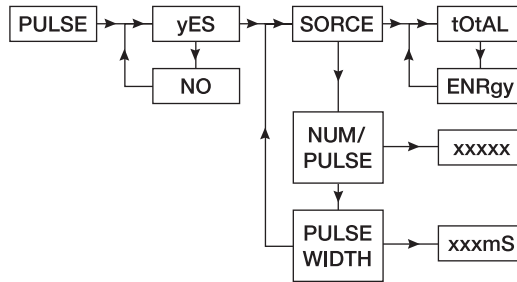 PULSE
yES
SORCE
tOtAL
NO
ENRgy
NUM/
PULSE
xxxxx
PULSE
WIDTH
xxxmS